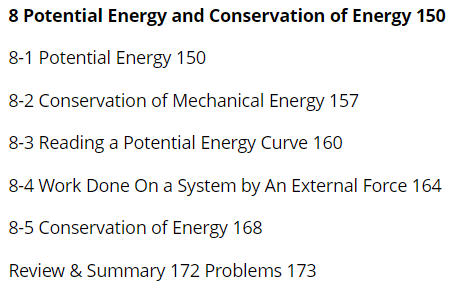 8 Potential Energy and Conservation of Energy 150
8-1 Potential Energy 150
8-2 Conservation of Mechanical Energy 157
8-3 Reading a Potential Energy Curve 160
8-4 Work Done On a System by An External Force 164
8-5 Conservation of Energy 168
Review & Summary 172 Problems 173